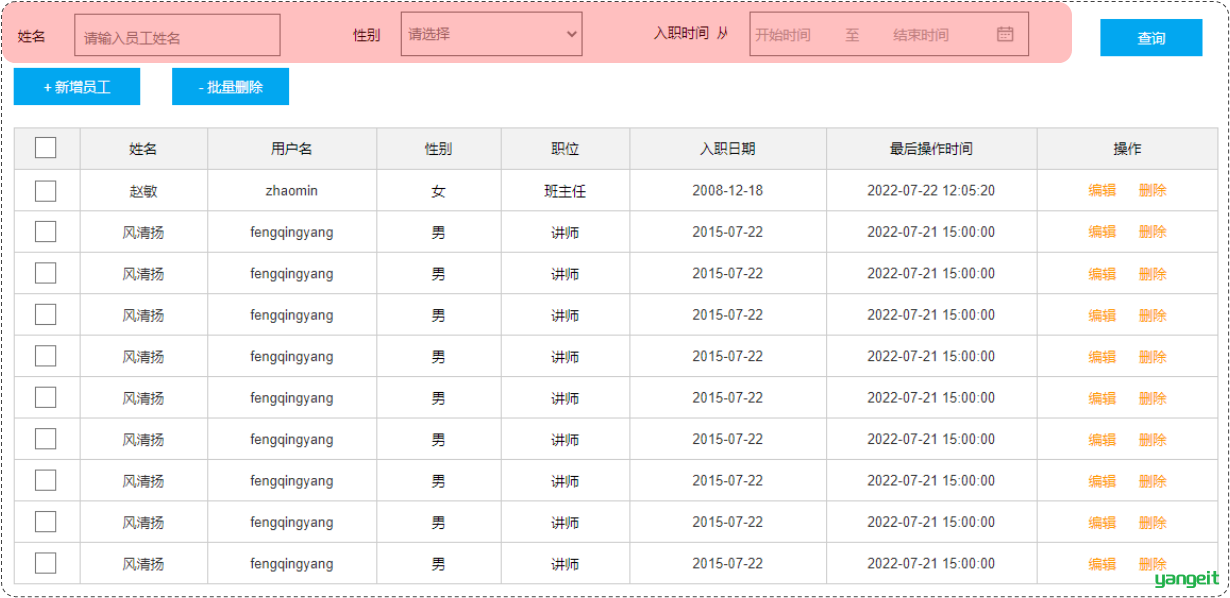 姓名 请输入员工姓名 性别 请选择 入职时间 从 开始时间 至 结束时间 查询
+ 新增员工 - 批量删除
姓名 用户名 性别 职位 入职日期 最后操作时间 操作
赵敏 zhaomin 女 班主任 2008-12-18 2022-07-22 12:05:20 编辑 删除
风清扬 fengqingyang 男 讲师 2015-07-22 2022-07-21 15:00:00 编辑 删除
风清扬 fengqingyang 男 讲师 2015-07-22 2022-07-21 15:00:00 编辑 删除
风清扬 fengqingyang 男 讲师 2015-07-22 2022-07-21 15:00:00 编辑 删除
风清扬 fengqingyang 男 讲师 2015-07-22 2022-07-21 15:00:00 编辑 删除
风清扬 fengqingyang 男 讲师 2015-07-22 2022-07-21 15:00:00 编辑 删除
风清扬 fengqingyang 男 讲师 2015-07-22 2022-07-21 15:00:00 编辑 删除
风清扬 fengqingyang 男 讲师 2015-07-22 2022-07-21 15:00:00 编辑 删除
风清扬 fengqingyang 男 讲师 2015-07-22 2022-07-21 15:00:00 编辑 删除
风清扬 fengqingyang 男 讲师 2015-07-22 2022-07-21 15:00:00 编辑 删除
yangeit